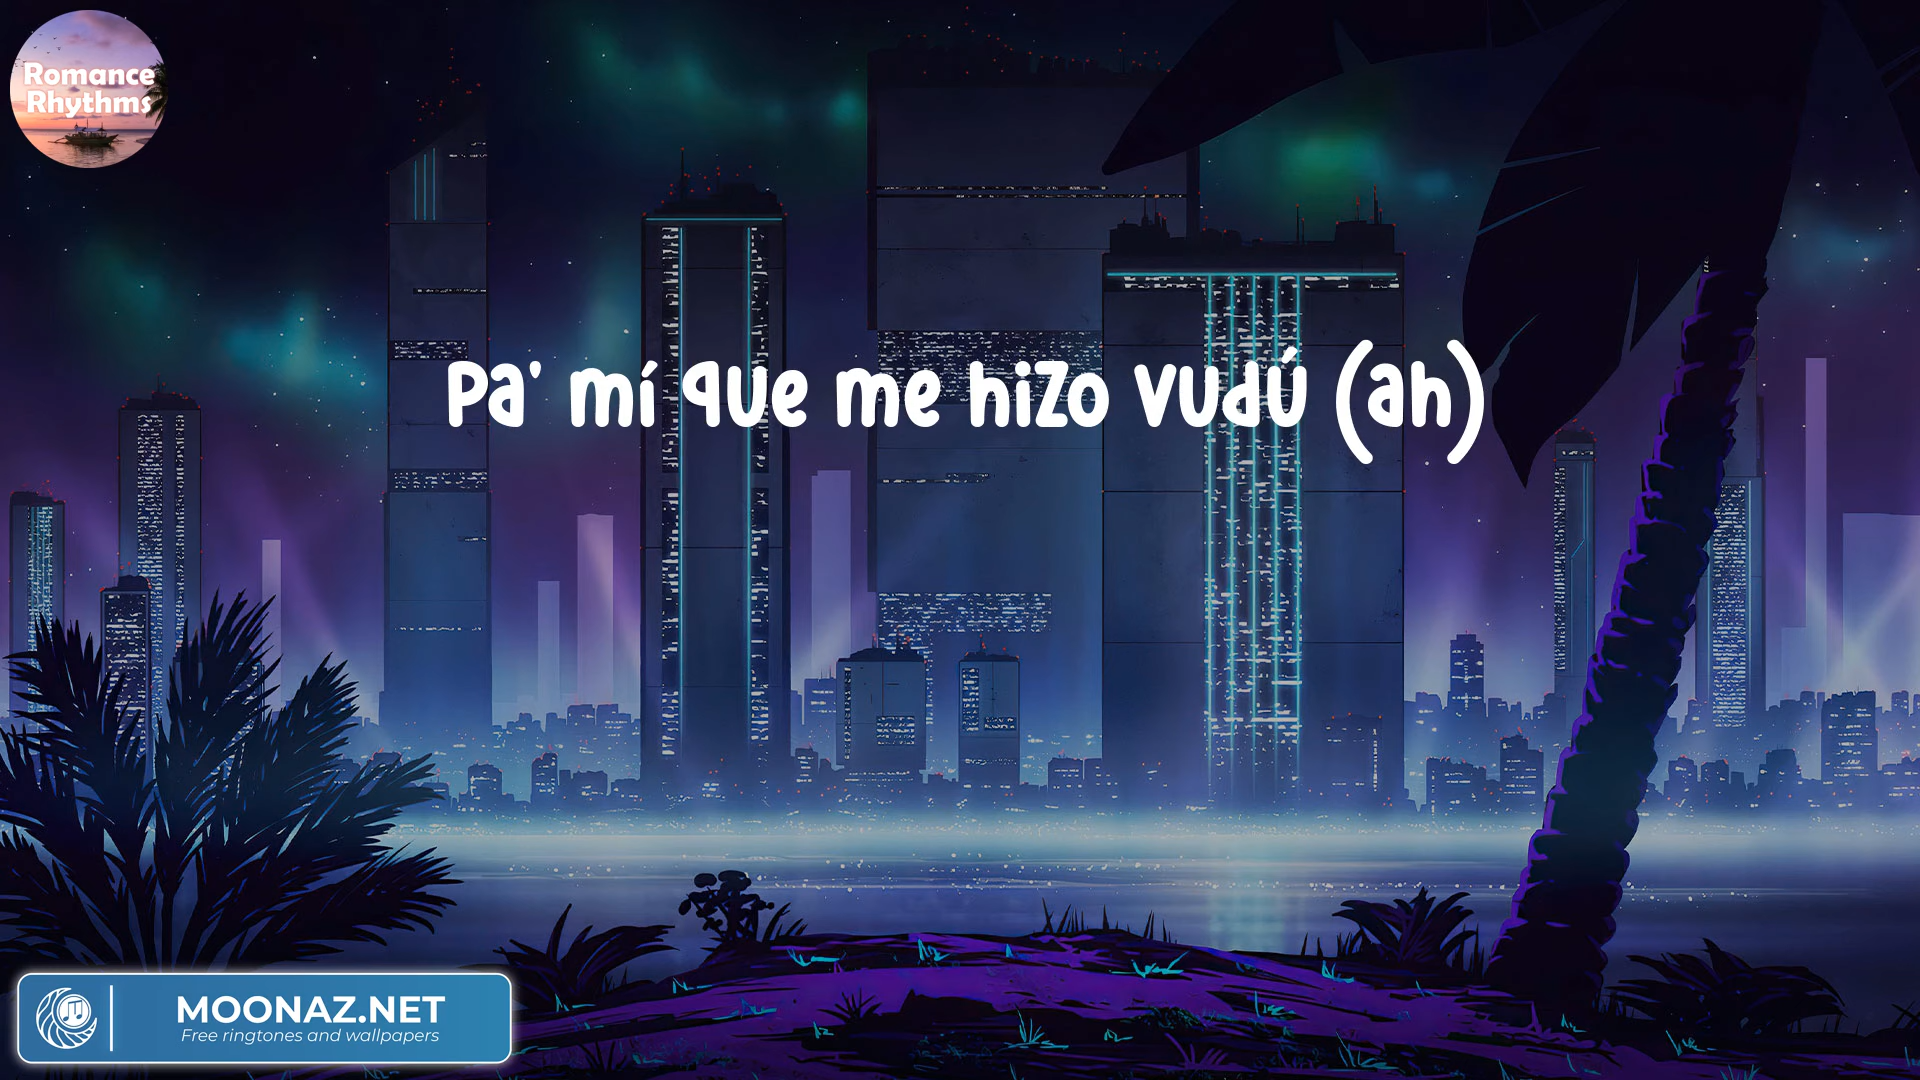 Romance
Rhythms
Pa' mí que me hizo vudú (ah)
MOONAZ.NET
Free ringtones and wallpapers